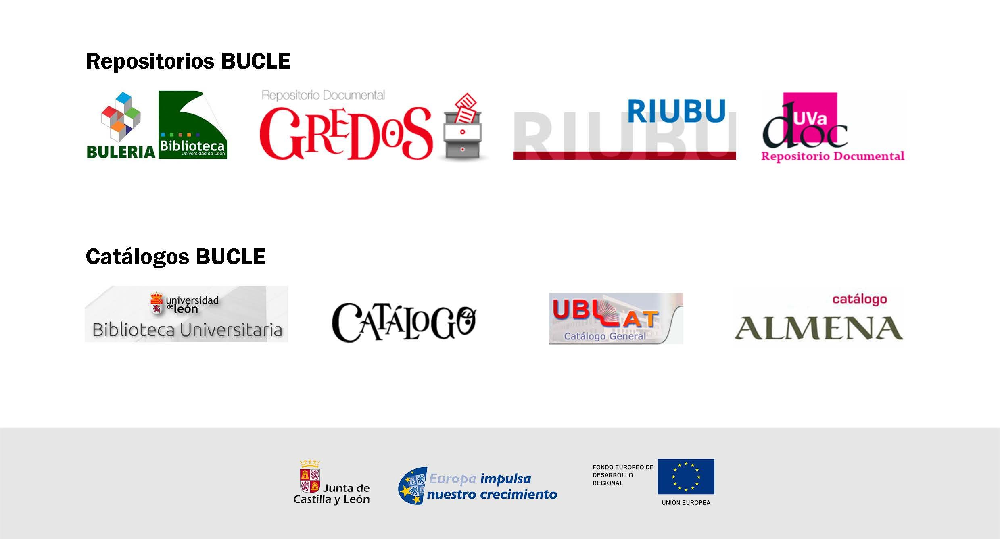 Repositorios BUCLE
BULERIA
Biblioteca
Universidad de León
Repositorio Documental
GREDOS
RIUBU
RIUBU
UVa
doc
Repositorio Documental
Catálogos BUCLE
universidad
de león
Biblioteca Universitaria
CATÁLOGO
UBUCAT
Catálogo General
catálogo
ALMENA
Junta de
Castilla y León
Europa impulsa
nuestro crecimiento
FONDO EUROPEO DE
DESARROLLO
REGIONAL
UNIÓN EUROPEA